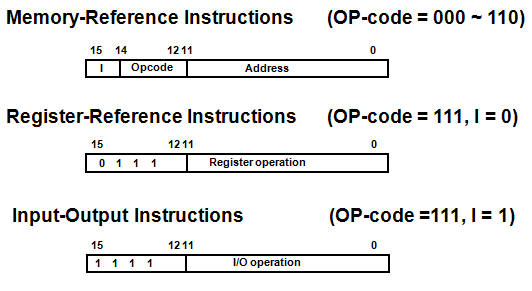 Memory-Reference Instructions (OP-code = 000 ~ 110)
15 14 12 11 0
I Opcode Address
Register-Reference Instructions (OP-code = 111, I = 0)
15 12 11 0
0 1 1 1 Register operation
Input-Output Instructions (OP-code =111, I = 1)
15 12 11 0
1 1 1 1 I/O operation